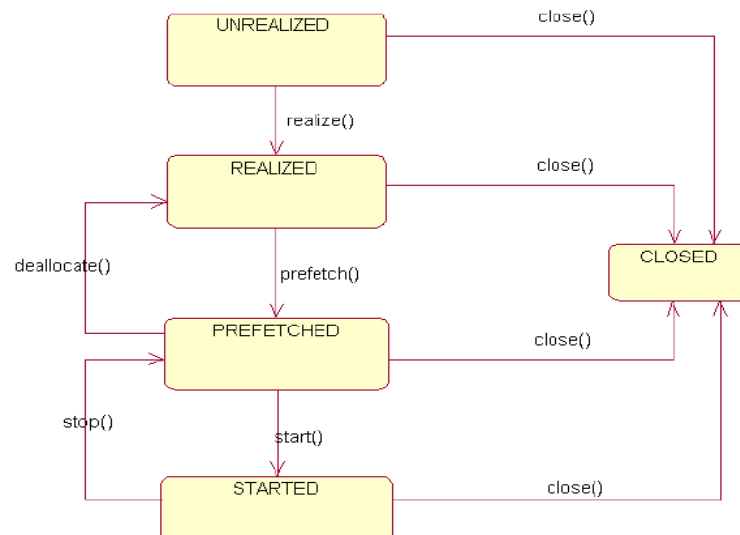 UNREALIZED
close()
realize()
REALIZED
close()
deallocate()
prefetch()
CLOSED
PREFETCHED
close()
stop()
start()
STARTED
close()